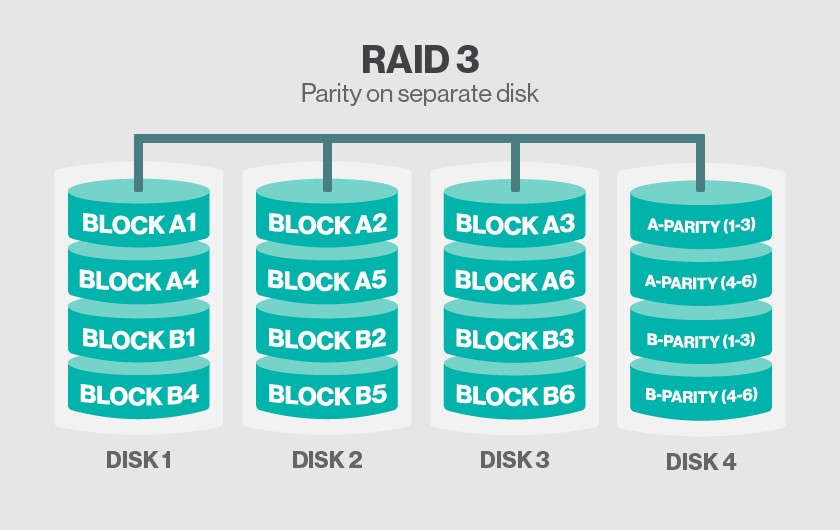 RAID 3
Parity on separate disk
BLOCK A1
BLOCK A2
BLOCK A3
A-PARITY (1-3)
BLOCK A4
BLOCK A5
BLOCK A6
A-PARITY (4-6)
BLOCK B1
BLOCK B2
BLOCK B3
B-PARITY (1-3)
BLOCK B4
BLOCK B5
BLOCK B6
B-PARITY (4-6)
DISK 1
DISK 2
DISK 3
DISK 4